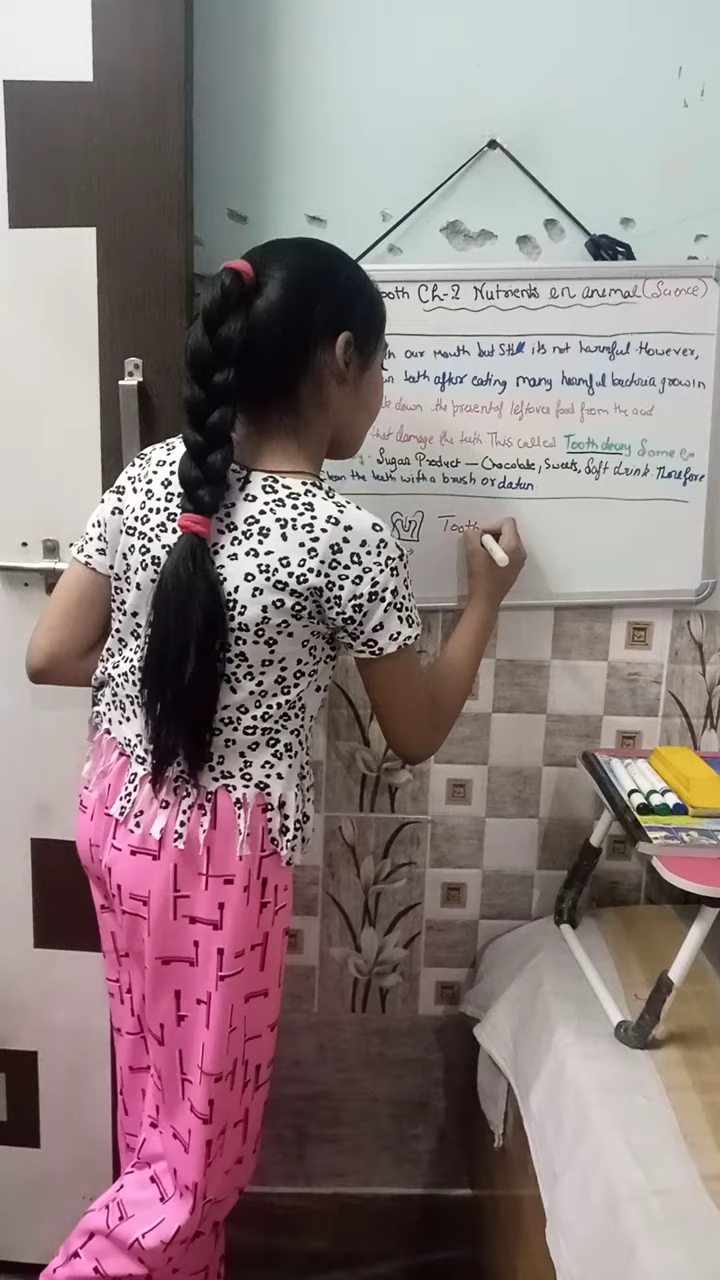 ooth Ch-2 Nutrients en animal (Science)
in our mouth but still its not harmful. However,
teeth after eating many harmful bacteria grow in
down the present of leftover food from the acid
that damage the teeth This called Tooth decay Some e
Sugar Product — Chocolate, Sweets, Soft drink. Therefore
clean the teeth with a brush or datun
Tooth